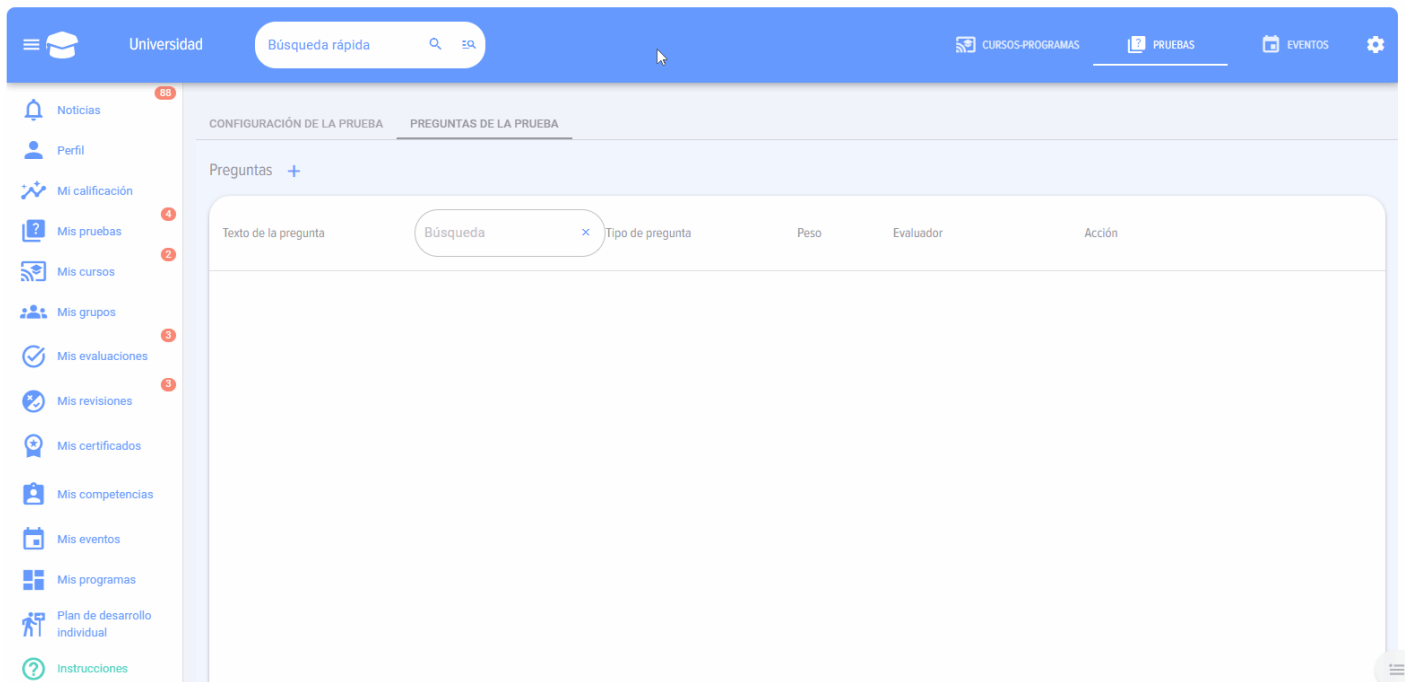 Universidad
Búsqueda rápida
CURSOS-PROGRAMAS
PRUEBAS
EVENTOS
88
Noticias
Perfil
Mi calificación
4
Mis pruebas
2
Mis cursos
Mis grupos
3
Mis evaluaciones
3
Mis revisiones
Mis certificados
Mis competencias
Mis eventos
Mis programas
Plan de desarrollo
individual
Instrucciones
CONFIGURACIÓN DE LA PRUEBA
PREGUNTAS DE LA PRUEBA
Preguntas +
Texto de la pregunta
Búsqueda
Tipo de pregunta
Peso
Evaluador
Acción